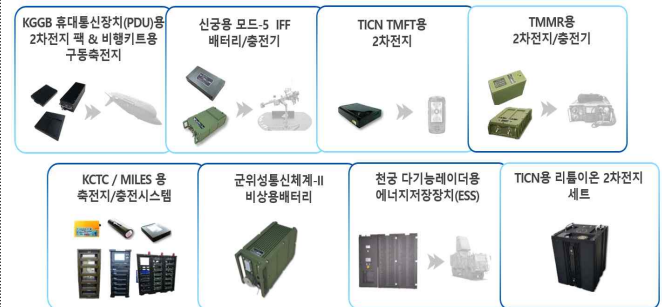 KGGB 휴대통신장치(PDU)용
2차전지 팩 & 비행키트용
구동축전지
신궁용 모드-5 IFF
배터리/충전기
TICN TMFT용
2차전지
TMMR용
2차전지/충전기
KCTC / MILES 용
축전지/충전시스템
군위성통신체계-II
비상용배터리
천궁 다기능레이더용
에너지저장장치(ESS)
TICN용 리튬이온 2차전지
세트